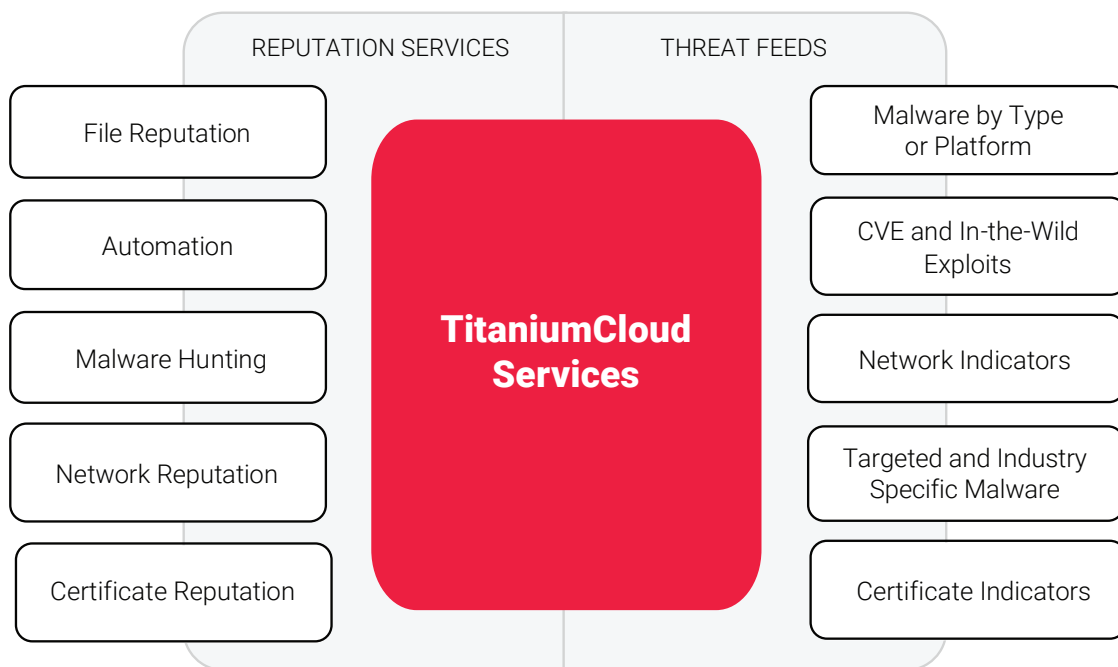 REPUTATION SERVICES
THREAT FEEDS
File Reputation
Automation
Malware Hunting
Network Reputation
Certificate Reputation
TitaniumCloud
Services
Malware by Type
or Platform
CVE and In-the-Wild
Exploits
Network Indicators
Targeted and Industry
Specific Malware
Certificate Indicators